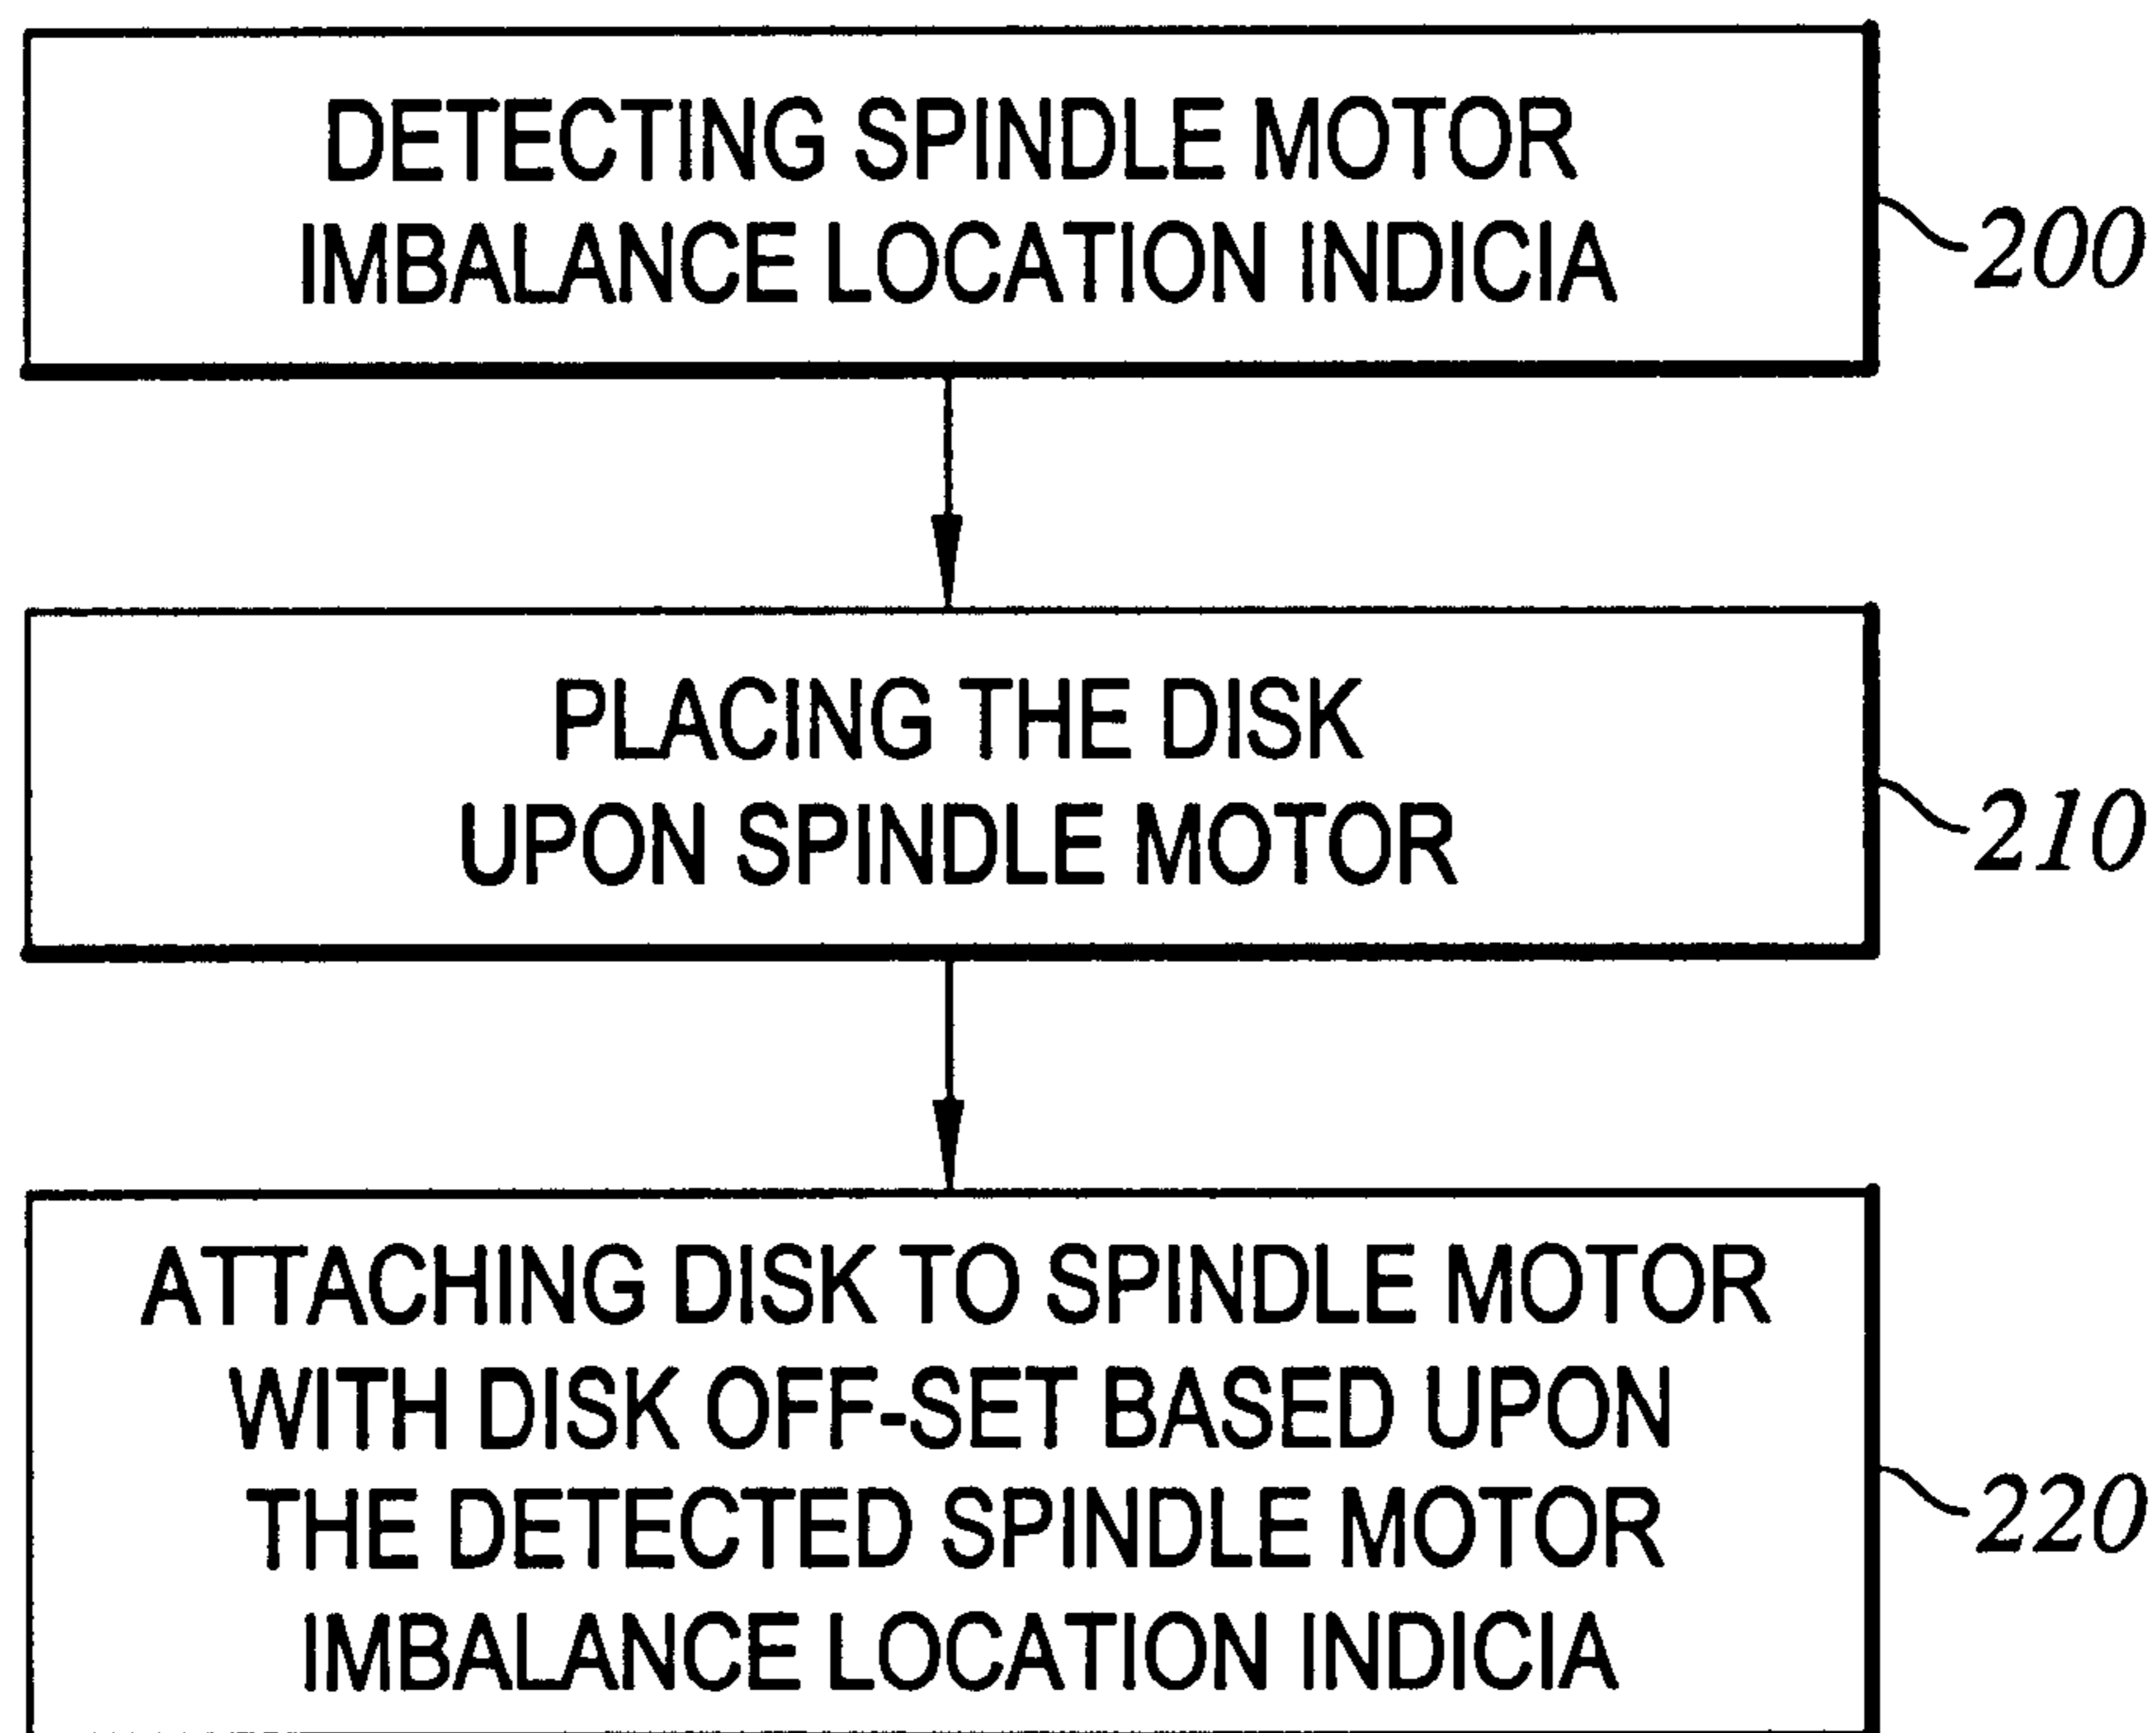 DETECTING SPINDLE MOTOR
IMBALANCE LOCATION INDICIA
200
PLACING THE DISK
UPON SPINDLE MOTOR
210
ATTACHING DISK TO SPINDLE MOTOR
WITH DISK OFF-SET BASED UPON
THE DETECTED SPINDLE MOTOR
IMBALANCE LOCATION INDICIA
220